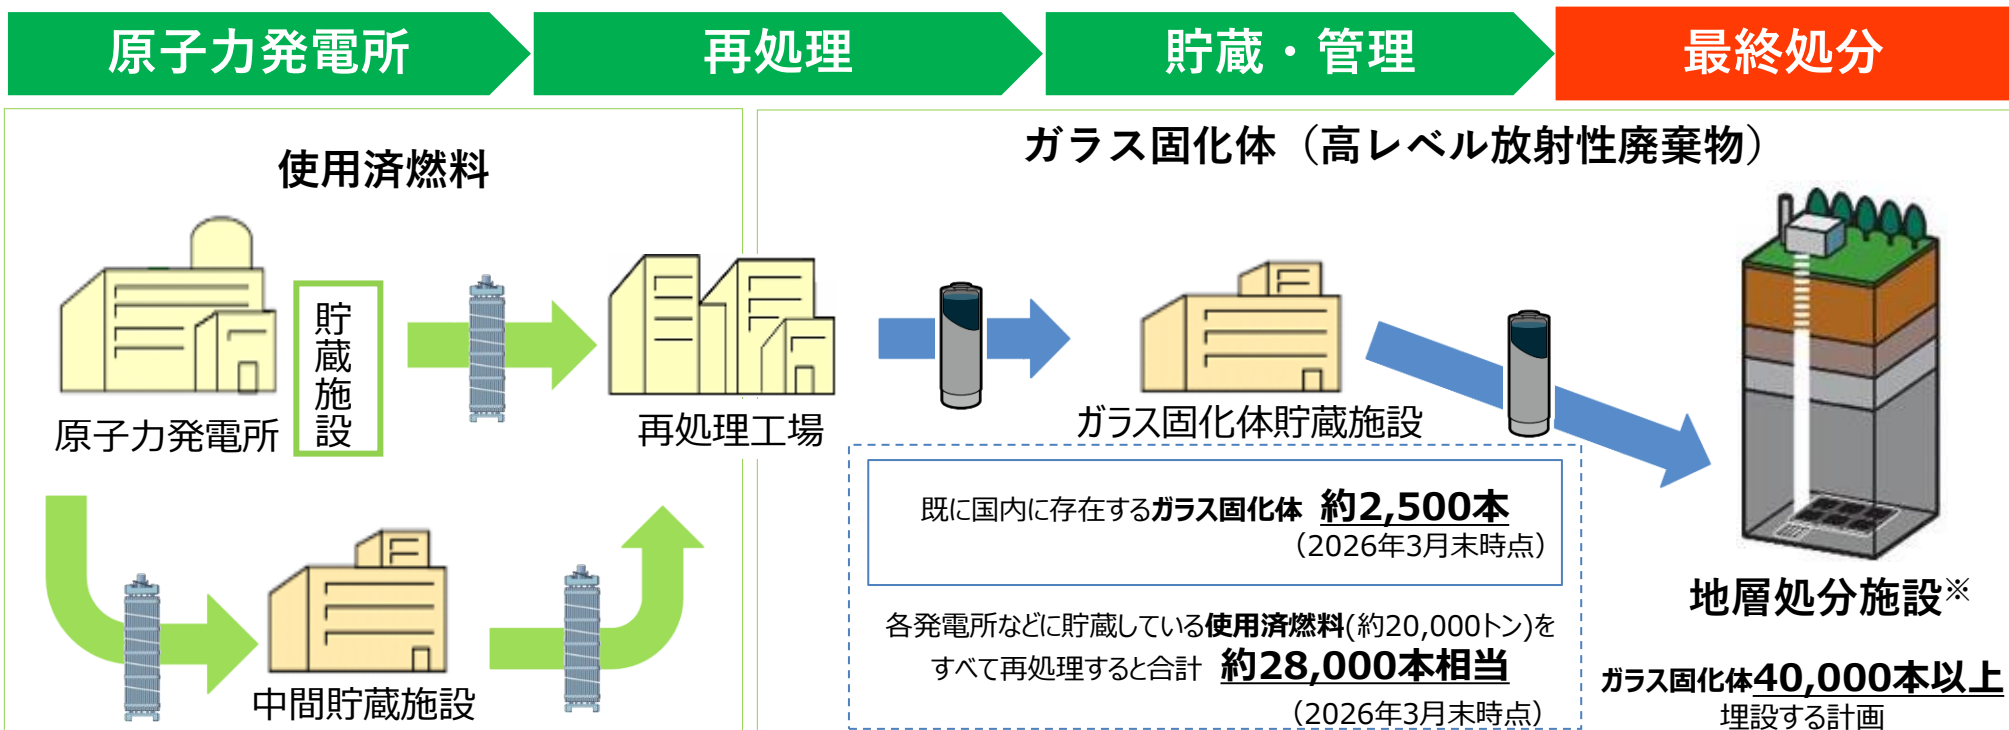 原子力発電所
再処理
貯蔵・管理
最終処分
使用済燃料
原子力発電所
貯蔵施設
再処理工場
中間貯蔵施設
ガラス固化体（高レベル放射性廃棄物）
ガラス固化体貯蔵施設
既に国内に存在するガラス固化体 約2,500本
（2026年3月末時点）
各発電所などに貯蔵している使用済燃料(約20,000トン)を
すべて再処理すると合計 約28,000本相当
（2026年3月末時点）
地層処分施設※
ガラス固化体40,000本以上
埋設する計画